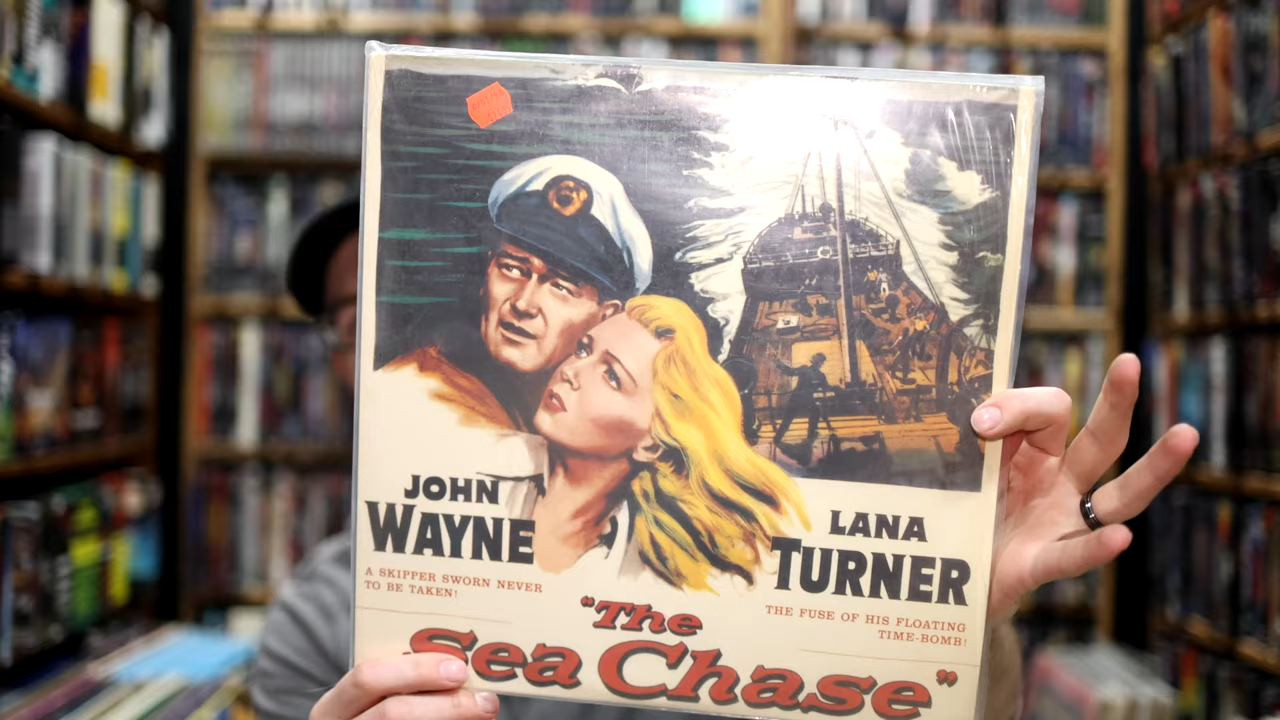 JOHN
WAYNE
A SKIPPER SWORN NEVER
TO BE TAKEN!
LANA
TURNER
THE FUSE OF HIS FLOATING
TIME-BOMB!
"The
Sea Chase"